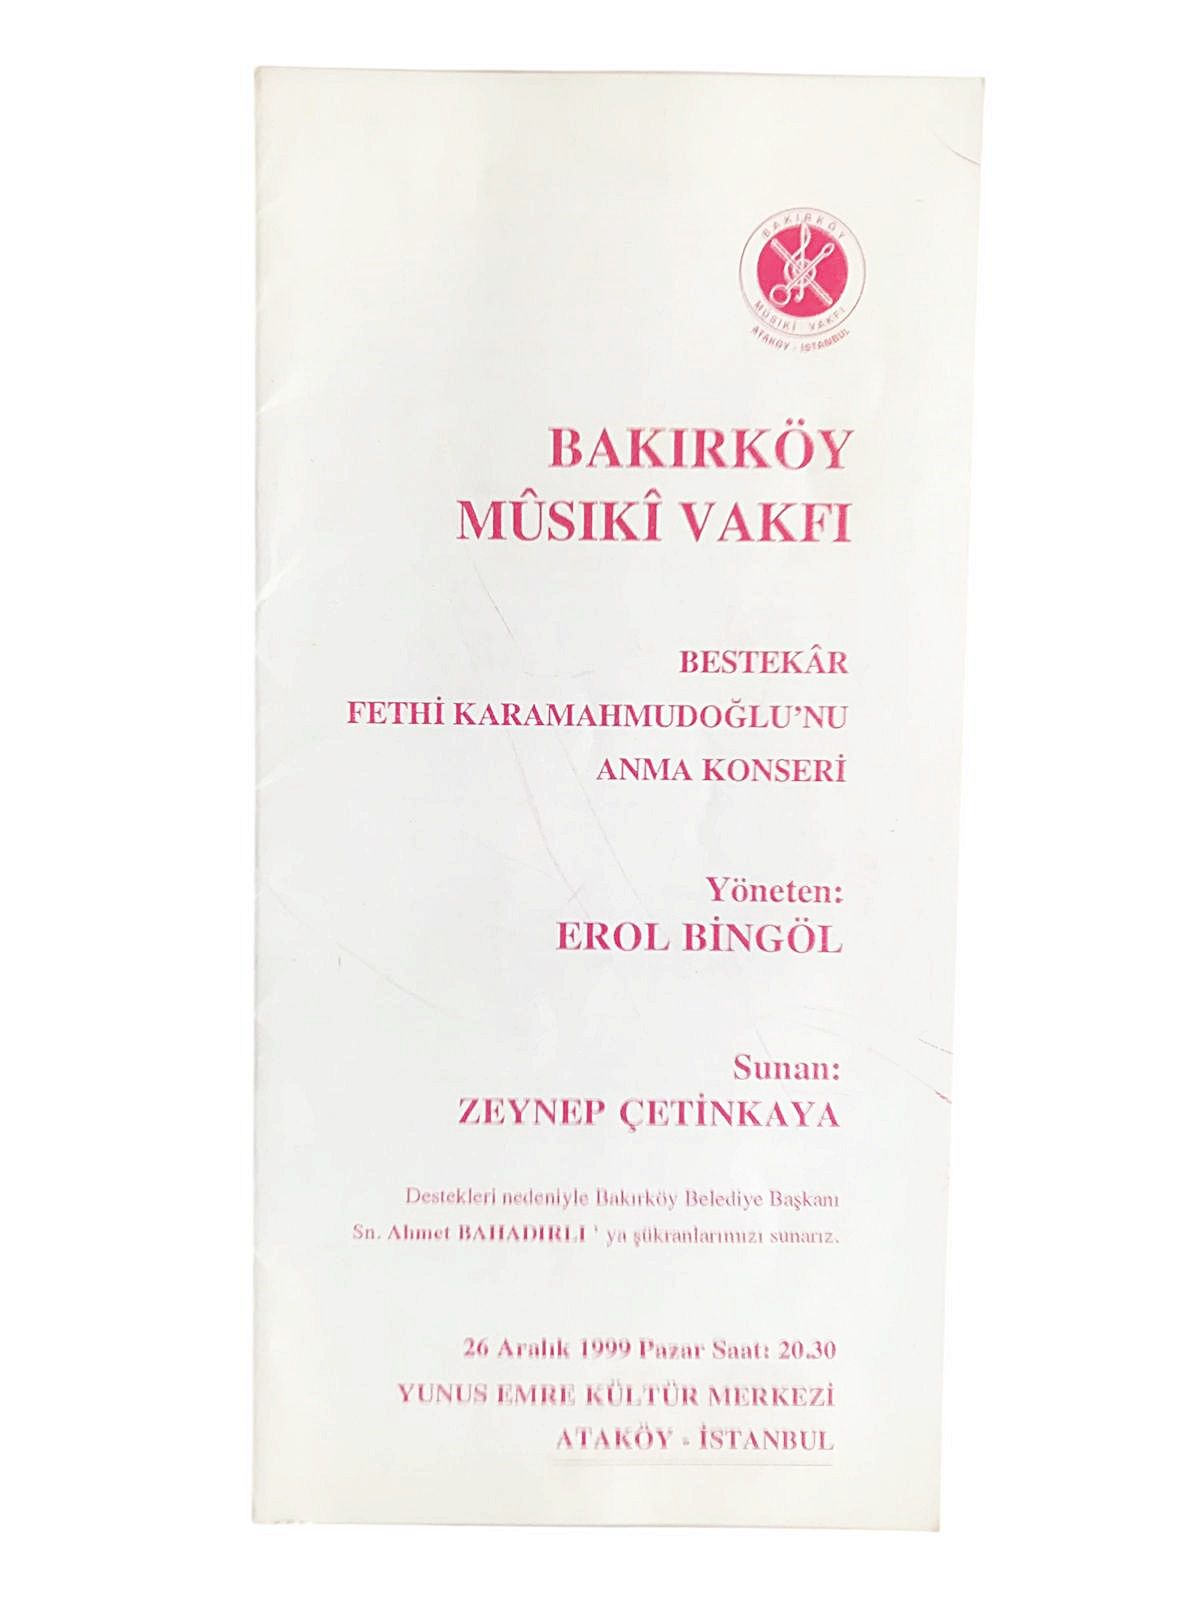 BAKIRKÖY
MÛSİKİ VAKFI
ATAKÖY - İSTANBUL
BAKIRKÖY
MÛSIKÎ VAKFI
BESTEKÂR
FETHİ KARAMAHMUDOĞLU'NU
ANMA KONSERİ
Yöneten:
EROL BİNGÖL
Sunan:
ZEYNEP ÇETİNKAYA
Destekleri nedeniyle Bakırköy Belediye Başkanı
Sn. Ahmet BAHADIRLI ' ya şükranlarımızı sunarız.
26 Aralık 1999 Pazar Saat: 20.30
YUNUS EMRE KÜLTÜR MERKEZİ
ATAKÖY - İSTANBUL